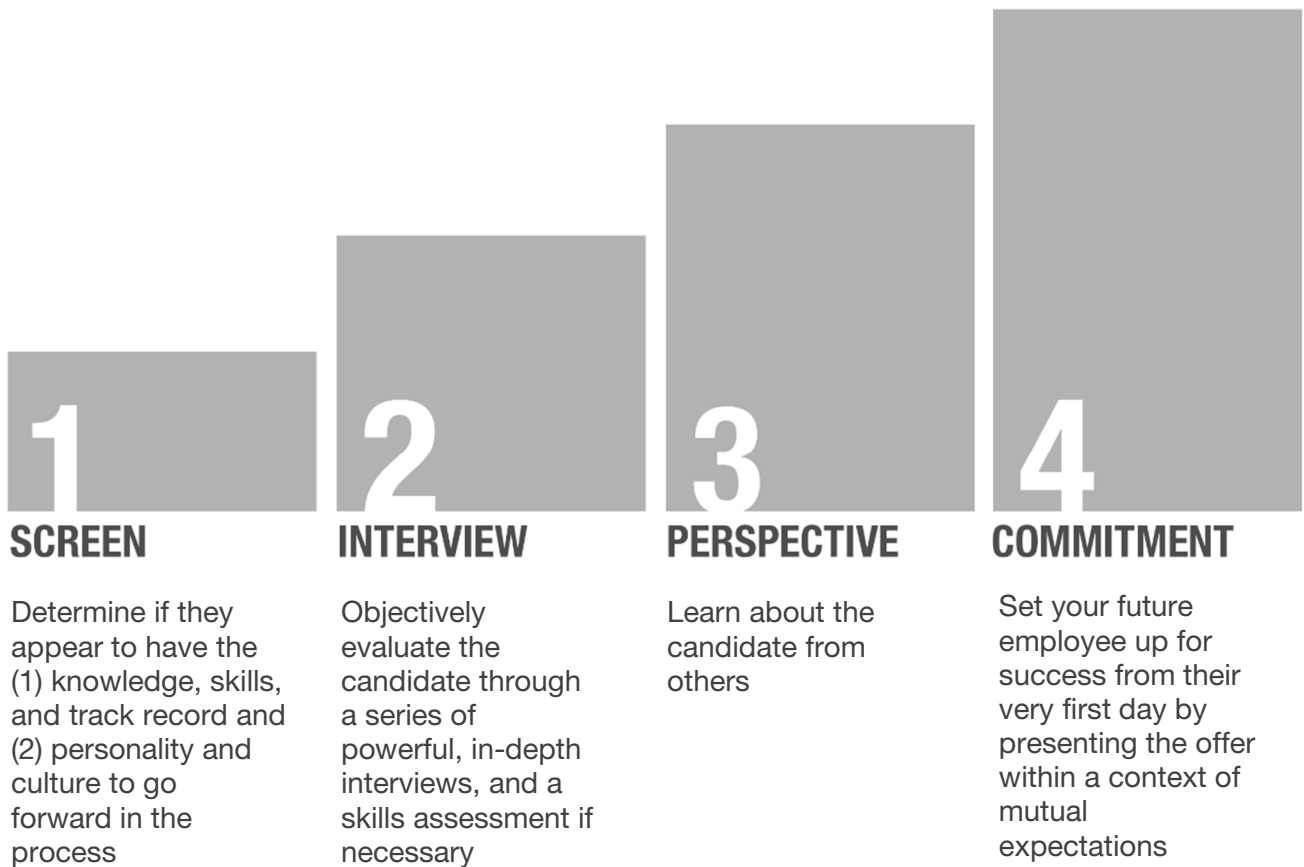 1
SCREEN
Determine if they
appear to have the
(1) knowledge, skills,
and track record and
(2) personality and
culture to go
forward in the
process
2
INTERVIEW
Objectively
evaluate the
candidate through
a series of
powerful, in-depth
interviews, and a
skills assessment if
necessary
3
PERSPECTIVE
Learn about the
candidate from
others
4
COMMITMENT
Set your future
employee up for
success from their
very first day by
presenting the offer
within a context of
mutual
expectations